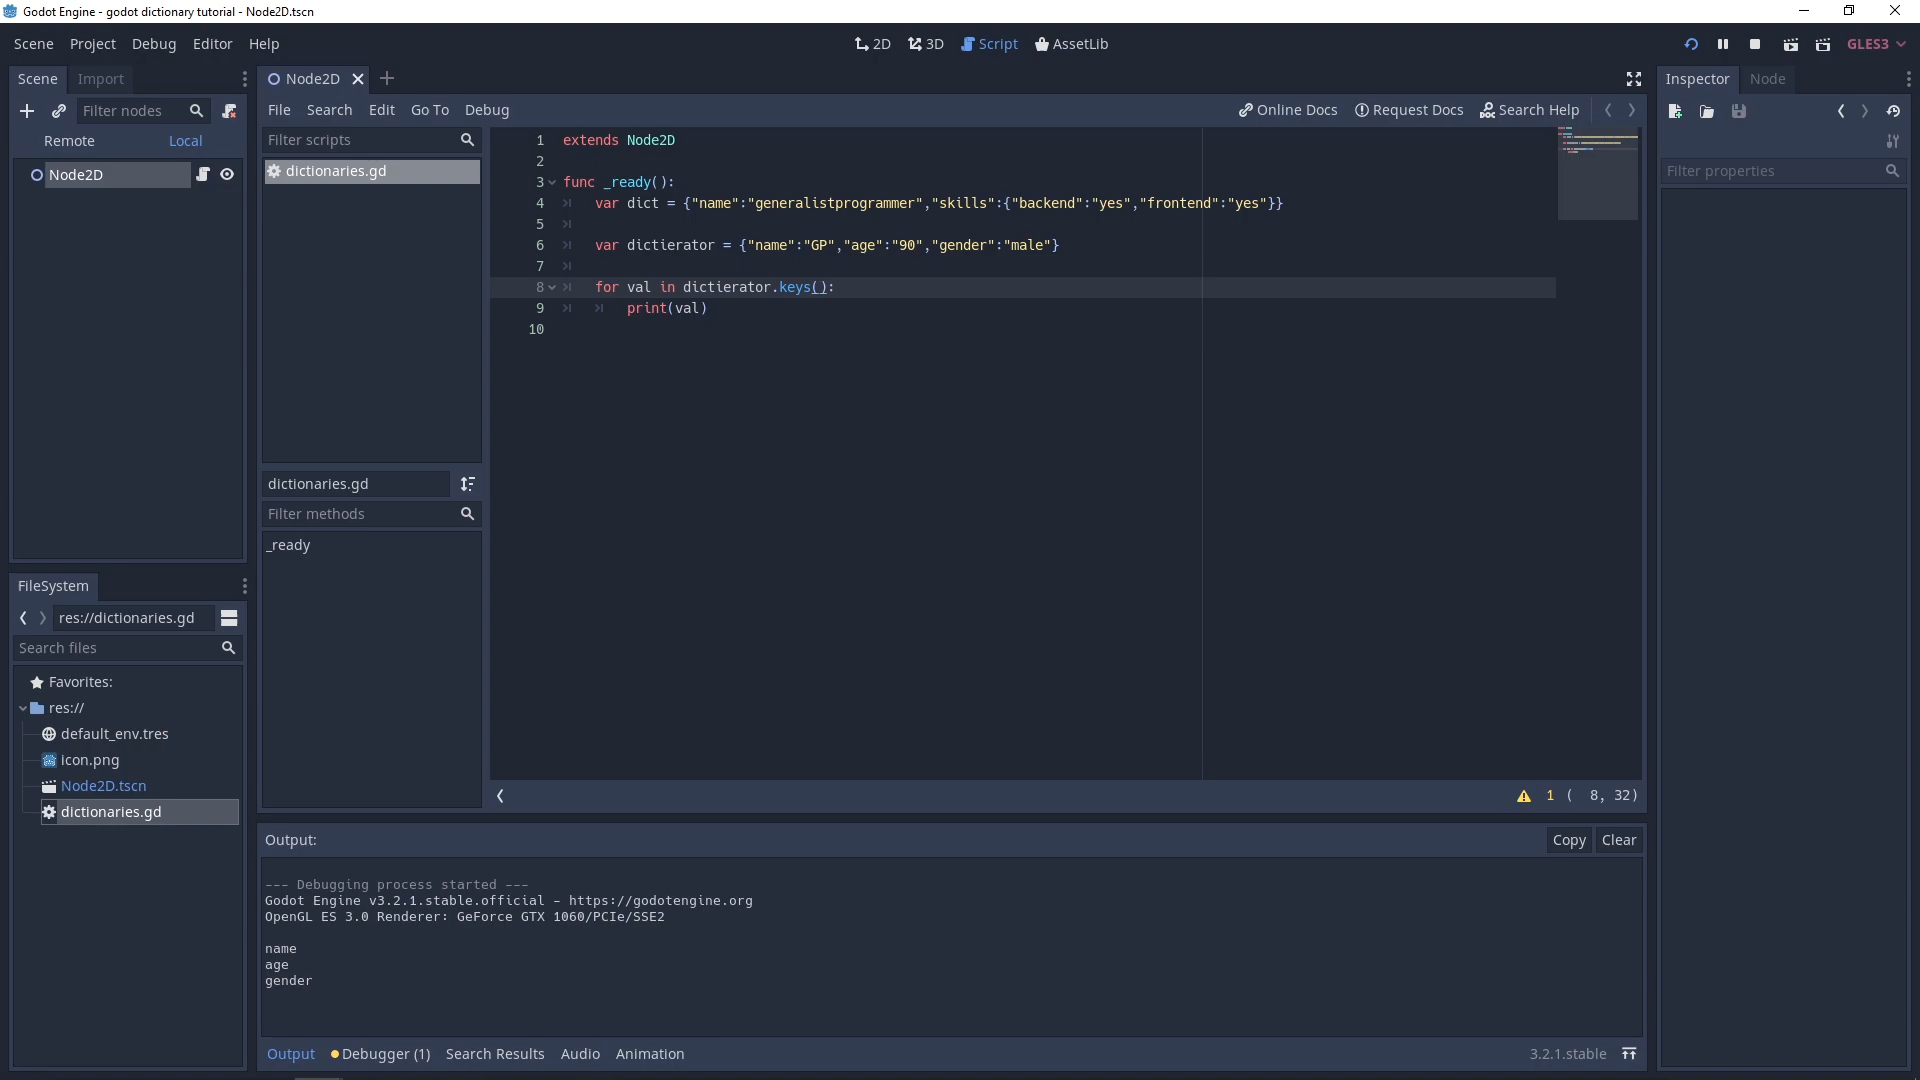 Godot Engine - godot dictionary tutorial - Node2D.tscn
Scene Project Debug Editor Help
2D 3D Script AssetLib
GLES3
Scene Import
Filter nodes
Remote Local
Node2D
FileSystem
res://dictionaries.gd
Search files
Favorites:
res://
default_env.tres
icon.png
Node2D.tscn
dictionaries.gd
Node2D
File Search Edit Go To Debug
Online Docs Request Docs Search Help
Filter scripts
dictionaries.gd
dictionaries.gd
Filter methods
_ready
1 extends Node2D
2
3 func _ready():
4 var dict = {"name":"generalistprogrammer","skills":{"backend":"yes","frontend":"yes"}}
5
6 var dictierator = {"name":"GP","age":"90","gender":"male"}
7
8 for val in dictierator.keys():
9 print(val)
10
1 ( 8, 32)
Output:
Copy Clear
--- Debugging process started ---
Godot Engine v3.2.1.stable.official - https://godotengine.org
OpenGL ES 3.0 Renderer: GeForce GTX 1060/PCIe/SSE2
name
age
gender
Output Debugger (1) Search Results Audio Animation
3.2.1.stable
Inspector Node
Filter properties